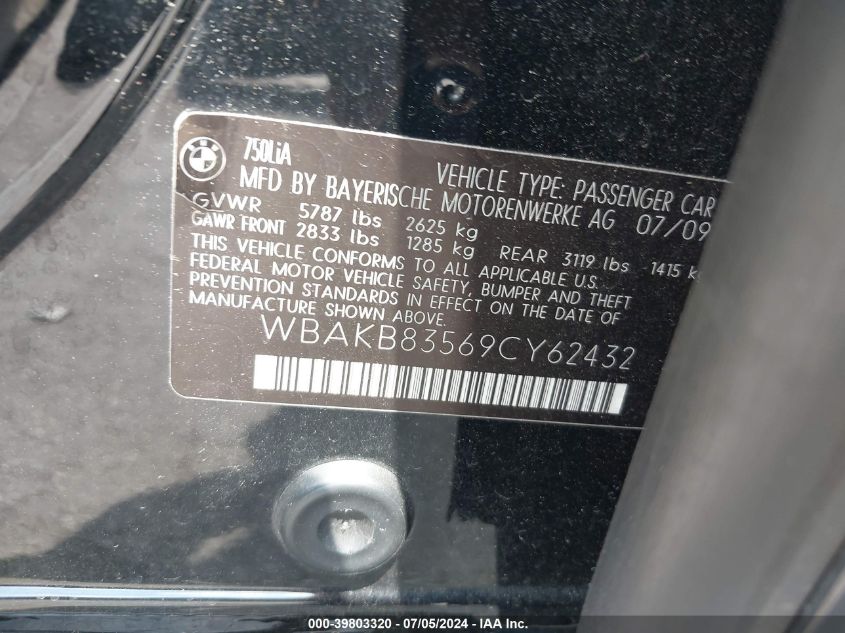 BMW
750LiA
VEHICLE TYPE: PASSENGER CAR
MFD BY BAYERISCHE MOTORENWERKE AG 07/09
GVWR 5787 lbs 2625 kg
GAWR FRONT 2833 lbs 1285 kg REAR 3119 lbs 1415 k
THIS VEHICLE CONFORMS TO ALL APPLICABLE U.S.
FEDERAL MOTOR VEHICLE SAFETY, BUMPER AND THEFT
PREVENTION STANDARDS IN EFFECT ON THE DATE OF
MANUFACTURE SHOWN ABOVE.
WBAKB83569CY62432
000-39803320 - 07/05/2024 - IAA Inc.